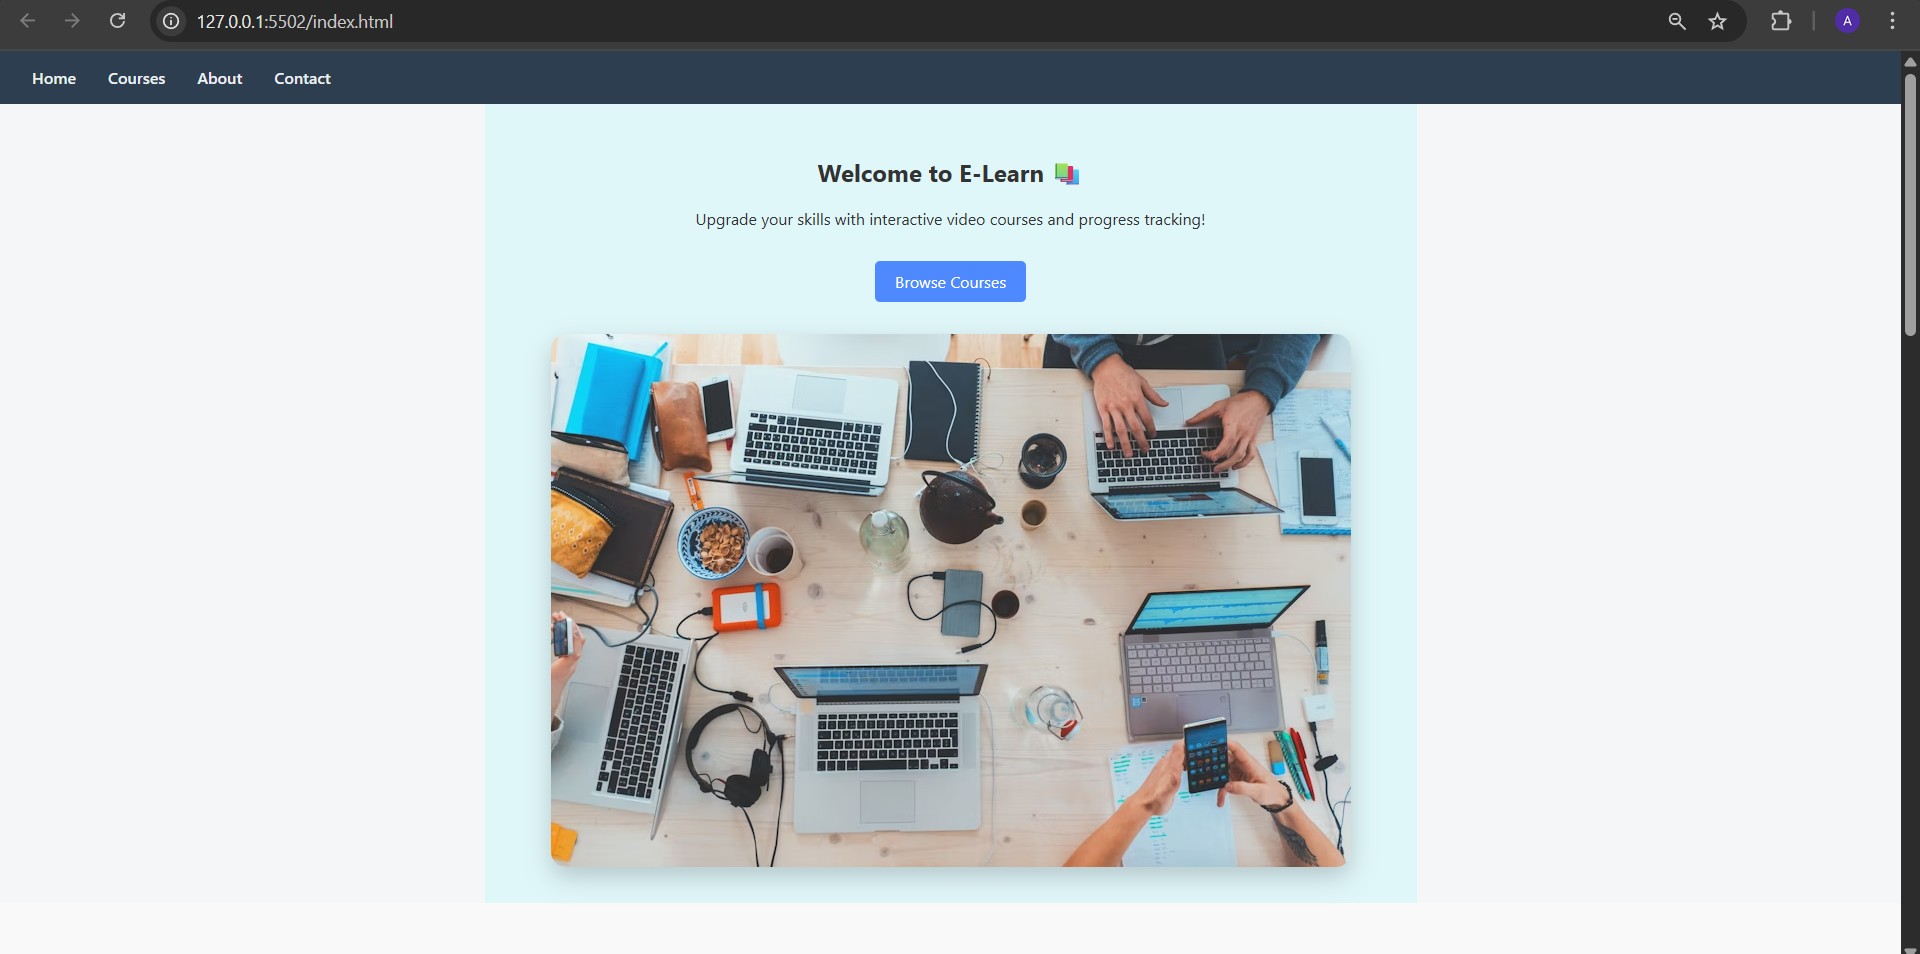 127.0.0.1:5502/index.html
A
Home Courses About Contact
Welcome to E-Learn 📚
Upgrade your skills with interactive video courses and progress tracking!
Browse Courses